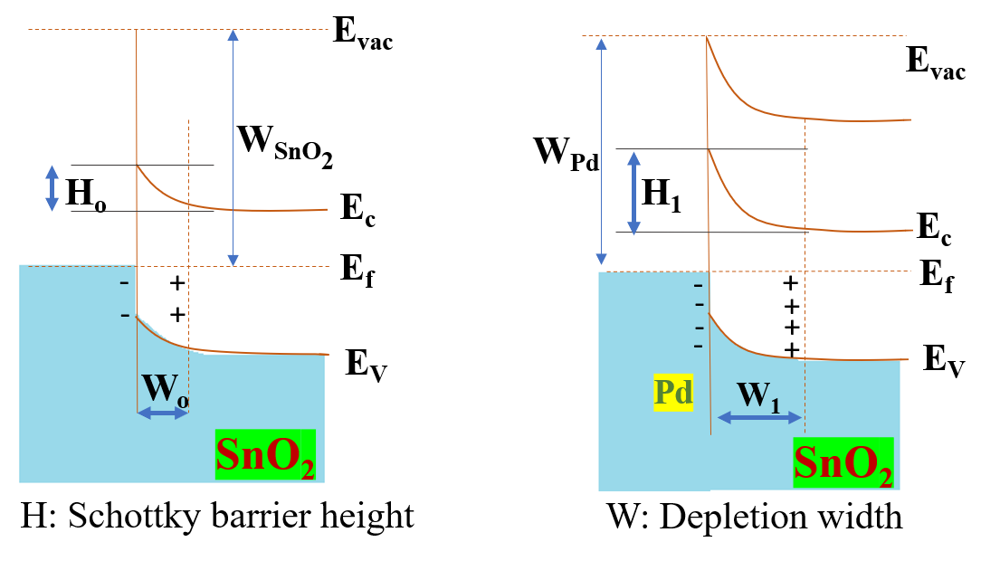 Evac
WSnO2
Ho
Ec
Ef
- +
- +
EV
Wo
SnO2
H: Schottky barrier height
Evac
WPd
H1
Ec
Ef
- +
- +
- +
- +
EV
Pd
W1
SnO2
W: Depletion width